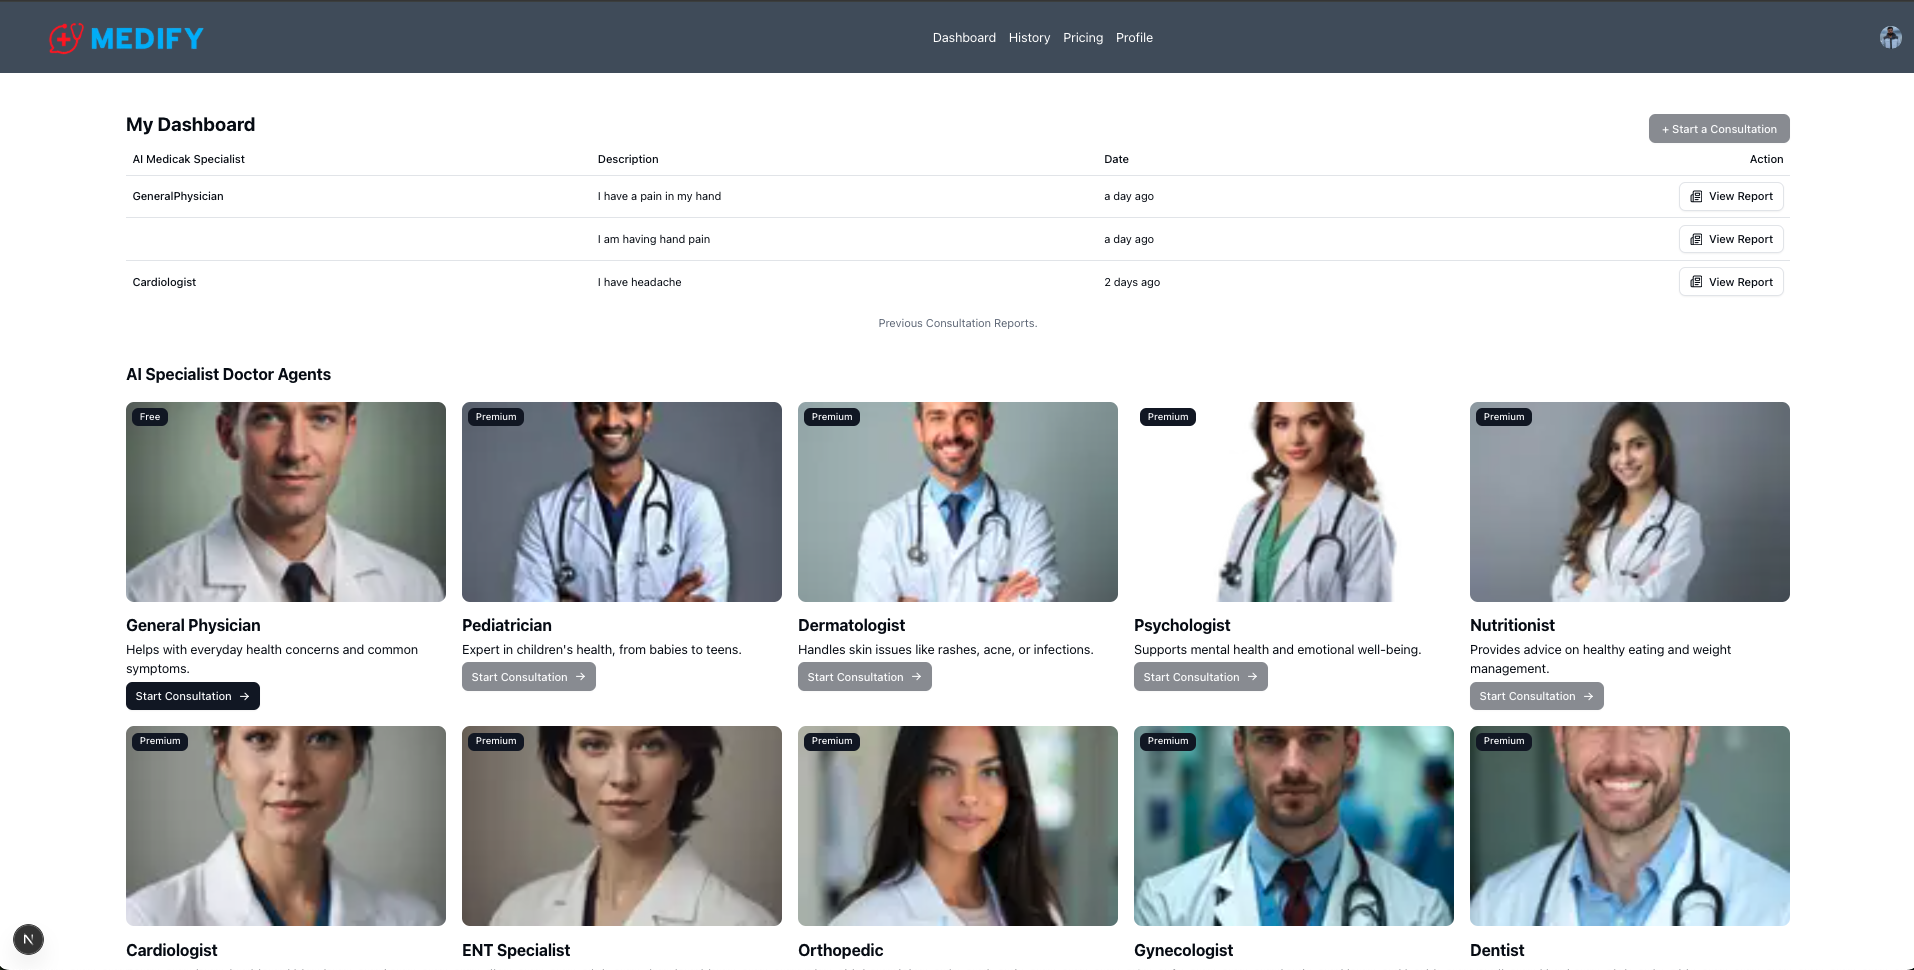 MEDIFY
Dashboard History Pricing Profile
My Dashboard
+ Start a Consultation
AI Medicak Specialist Description Date Action
GeneralPhysician I have a pain in my hand a day ago View Report
I am having hand pain a day ago View Report
Cardiologist I have headache 2 days ago View Report
Previous Consultation Reports.
AI Specialist Doctor Agents
Free
General Physician
Helps with everyday health concerns and common
symptoms.
Start Consultation →
Premium
Pediatrician
Expert in children's health, from babies to teens.
Start Consultation →
Premium
Dermatologist
Handles skin issues like rashes, acne, or infections.
Start Consultation →
Premium
Psychologist
Supports mental health and emotional well-being.
Start Consultation →
Premium
Nutritionist
Provides advice on healthy eating and weight
management.
Start Consultation →
Premium
Cardiologist
Premium
ENT Specialist
Premium
Orthopedic
Premium
Gynecologist
Premium
Dentist
N